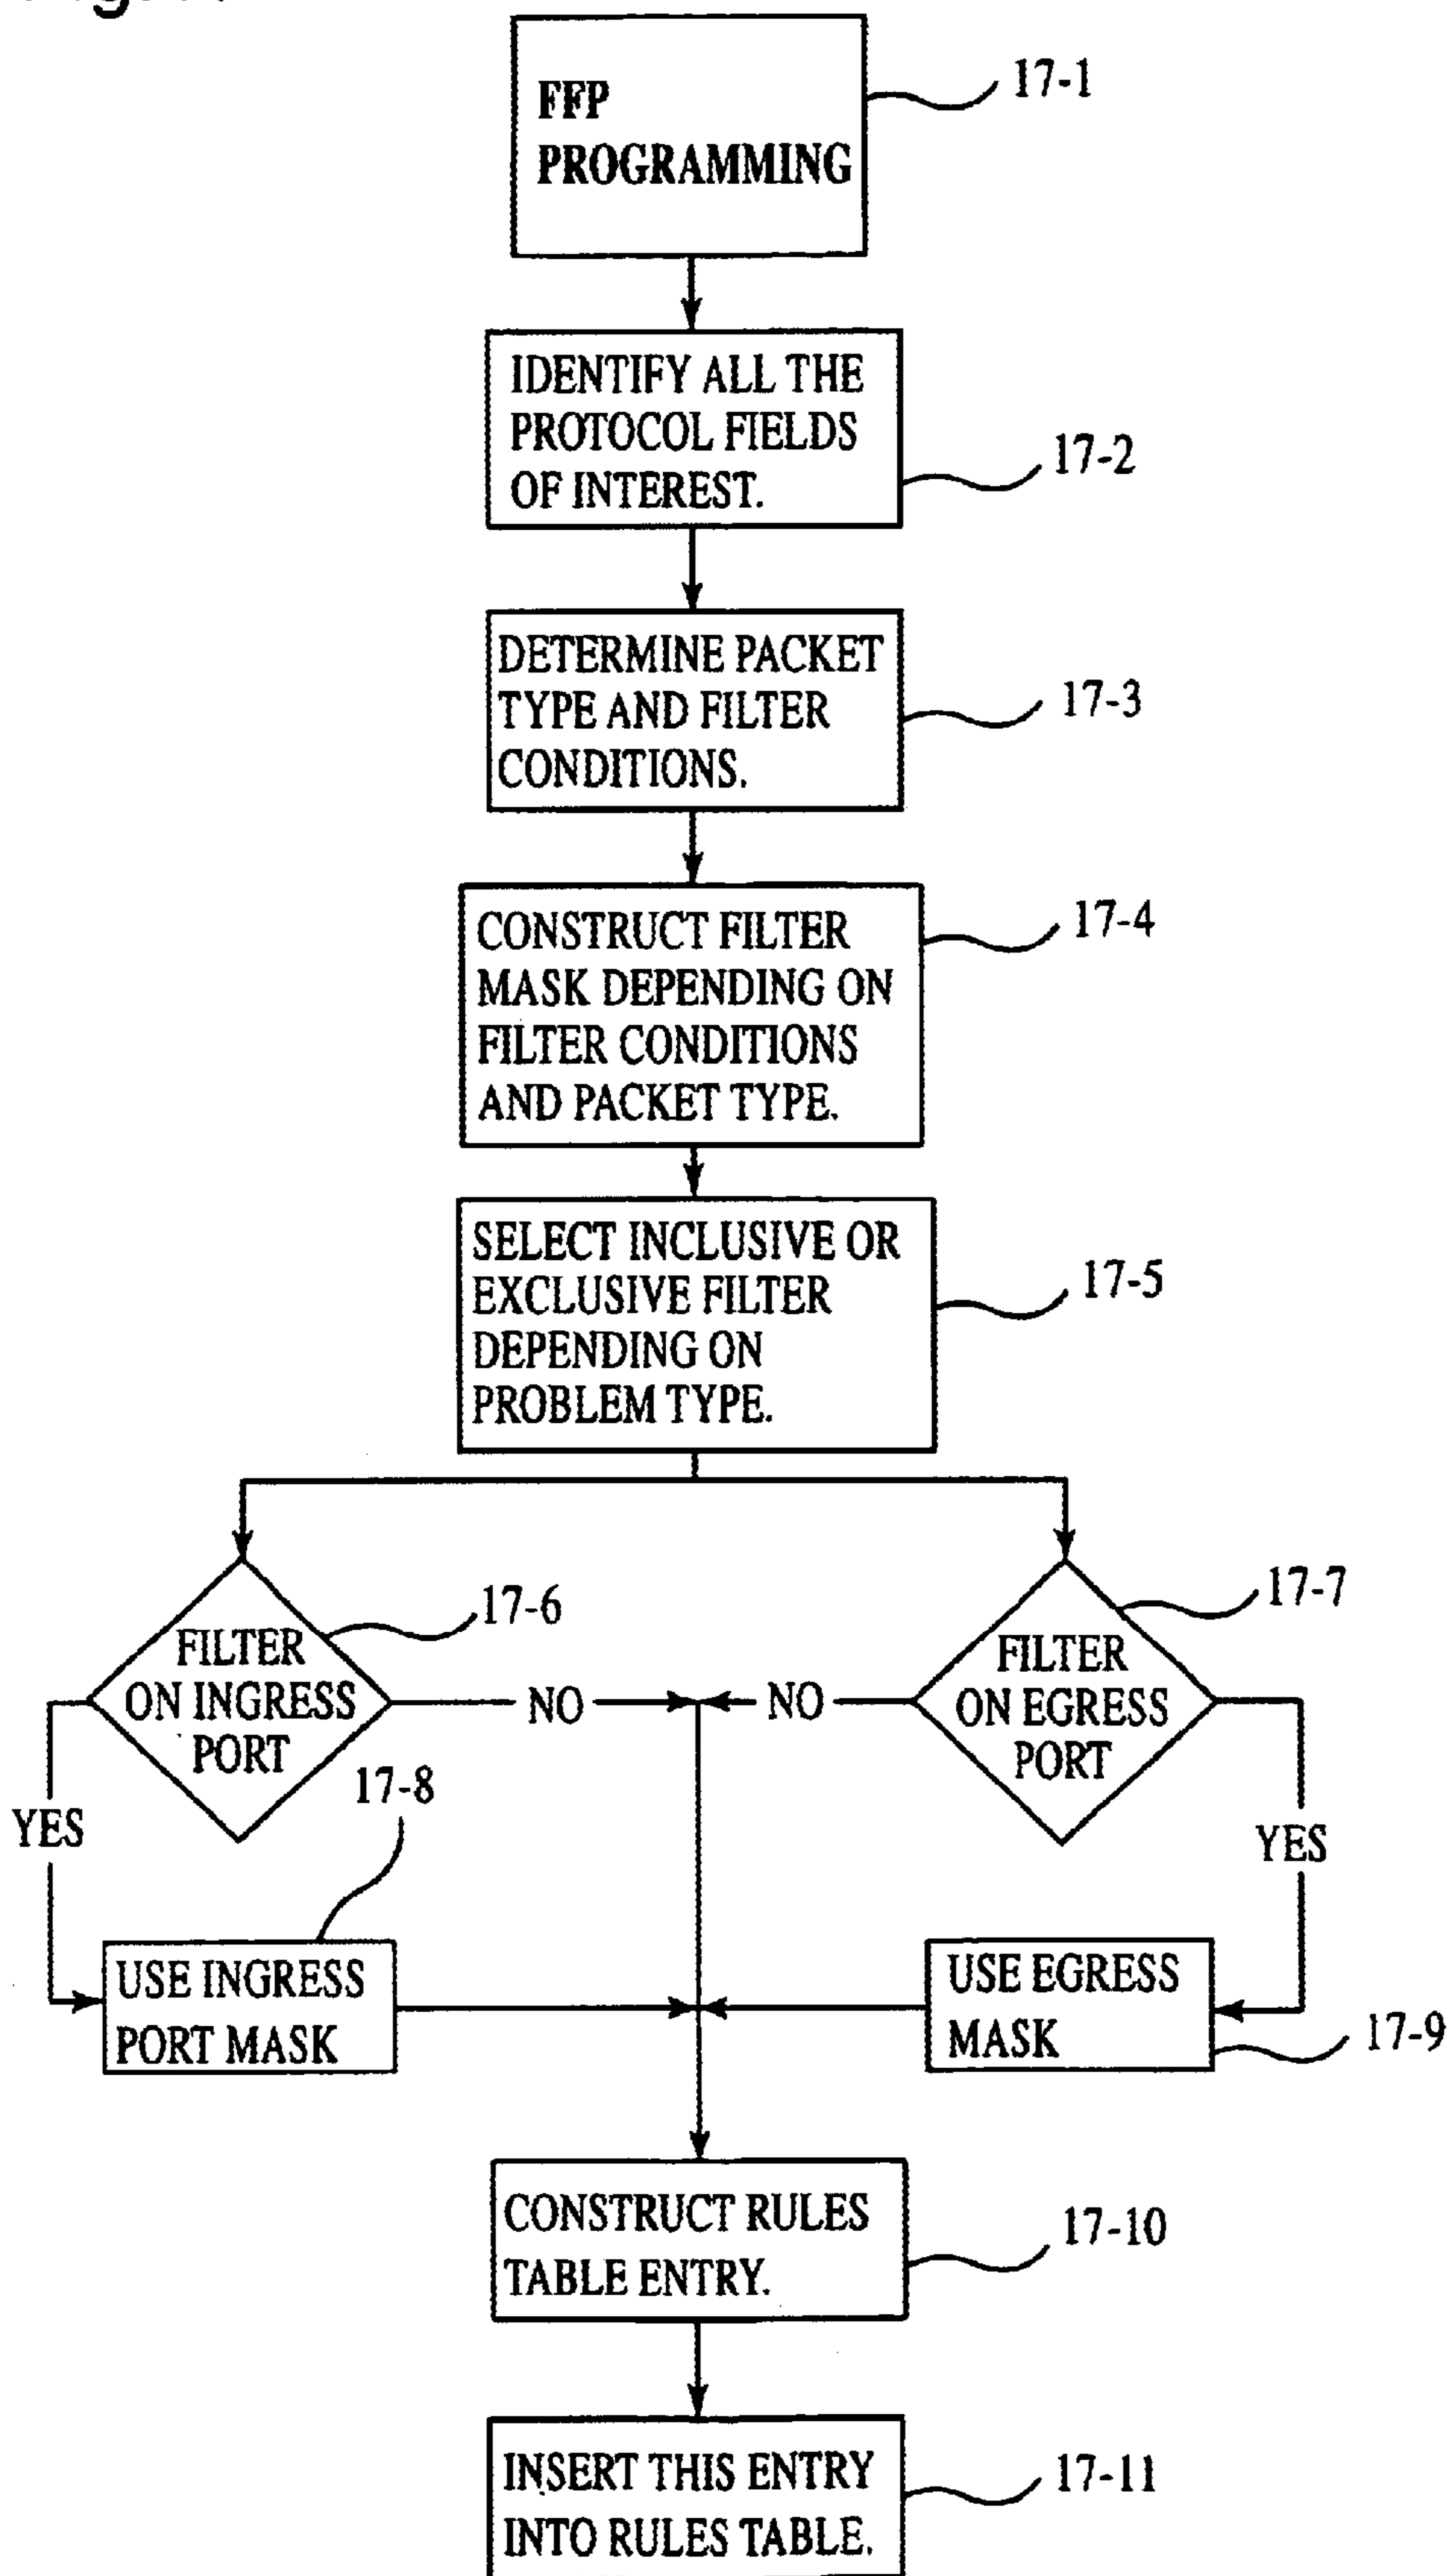 FFP
PROGRAMMING
17-1
IDENTIFY ALL THE
PROTOCOL FIELDS
OF INTEREST.
17-2
DETERMINE PACKET
TYPE AND FILTER
CONDITIONS.
17-3
CONSTRUCT FILTER
MASK DEPENDING ON
FILTER CONDITIONS
AND PACKET TYPE.
17-4
SELECT INCLUSIVE OR
EXCLUSIVE FILTER
DEPENDING ON
PROBLEM TYPE.
17-5
FILTER
ON INGRESS
PORT
17-6
NO
NO
FILTER
ON EGRESS
PORT
17-7
YES
YES
17-8
USE INGRESS
PORT MASK
USE EGRESS
MASK
17-9
CONSTRUCT RULES
TABLE ENTRY.
17-10
INSERT THIS ENTRY
INTO RULES TABLE.
17-11